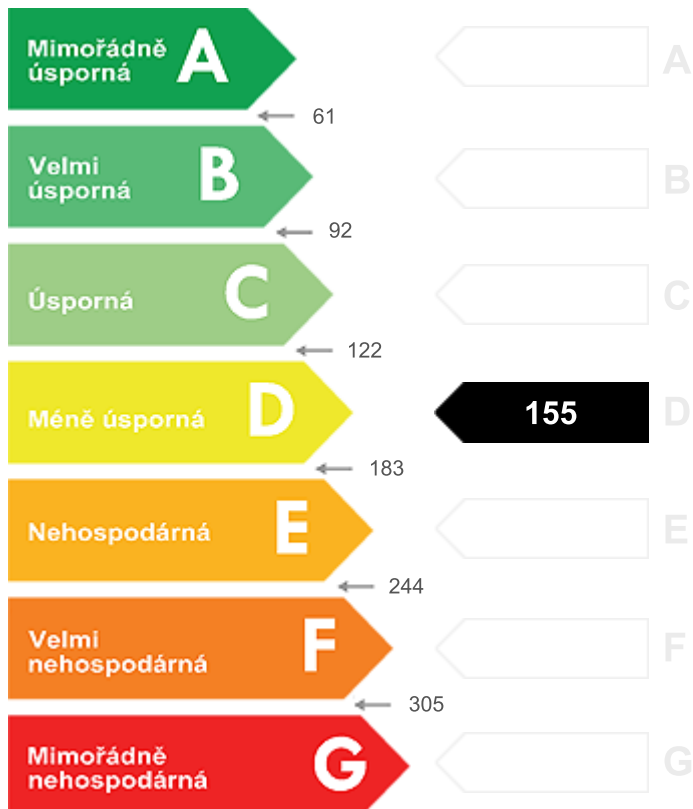 Mimořádně
úsporná
A
A
61
Velmi
úsporná
B
B
92
Úsporná
C
C
122
Méně úsporná
D
155
D
183
Nehospodárná
E
E
244
Velmi
nehospodárná
F
F
305
Mimořádně
nehospodárná
G
G